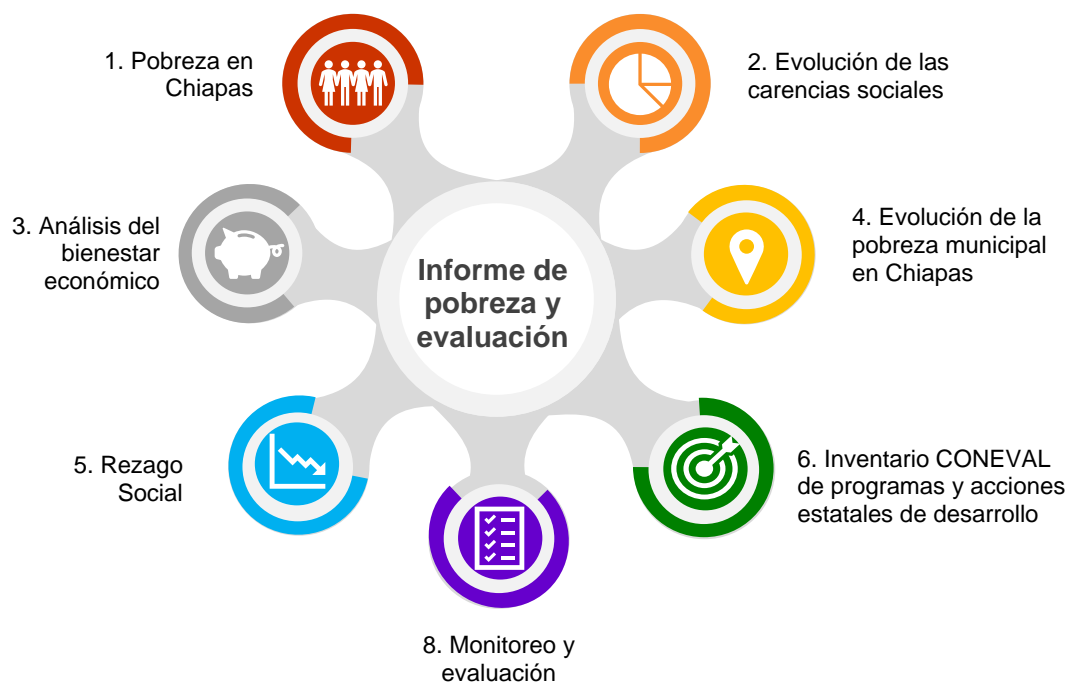 1. Pobreza en
Chiapas
2. Evolución de las
carencias sociales
3. Análisis del
bienestar
económico
4. Evolución de la
pobreza municipal
en Chiapas
Informe de
pobreza y
evaluación
5. Rezago
Social
6. Inventario CONEVAL
de programas y acciones
estatales de desarrollo
8. Monitoreo y
evaluación